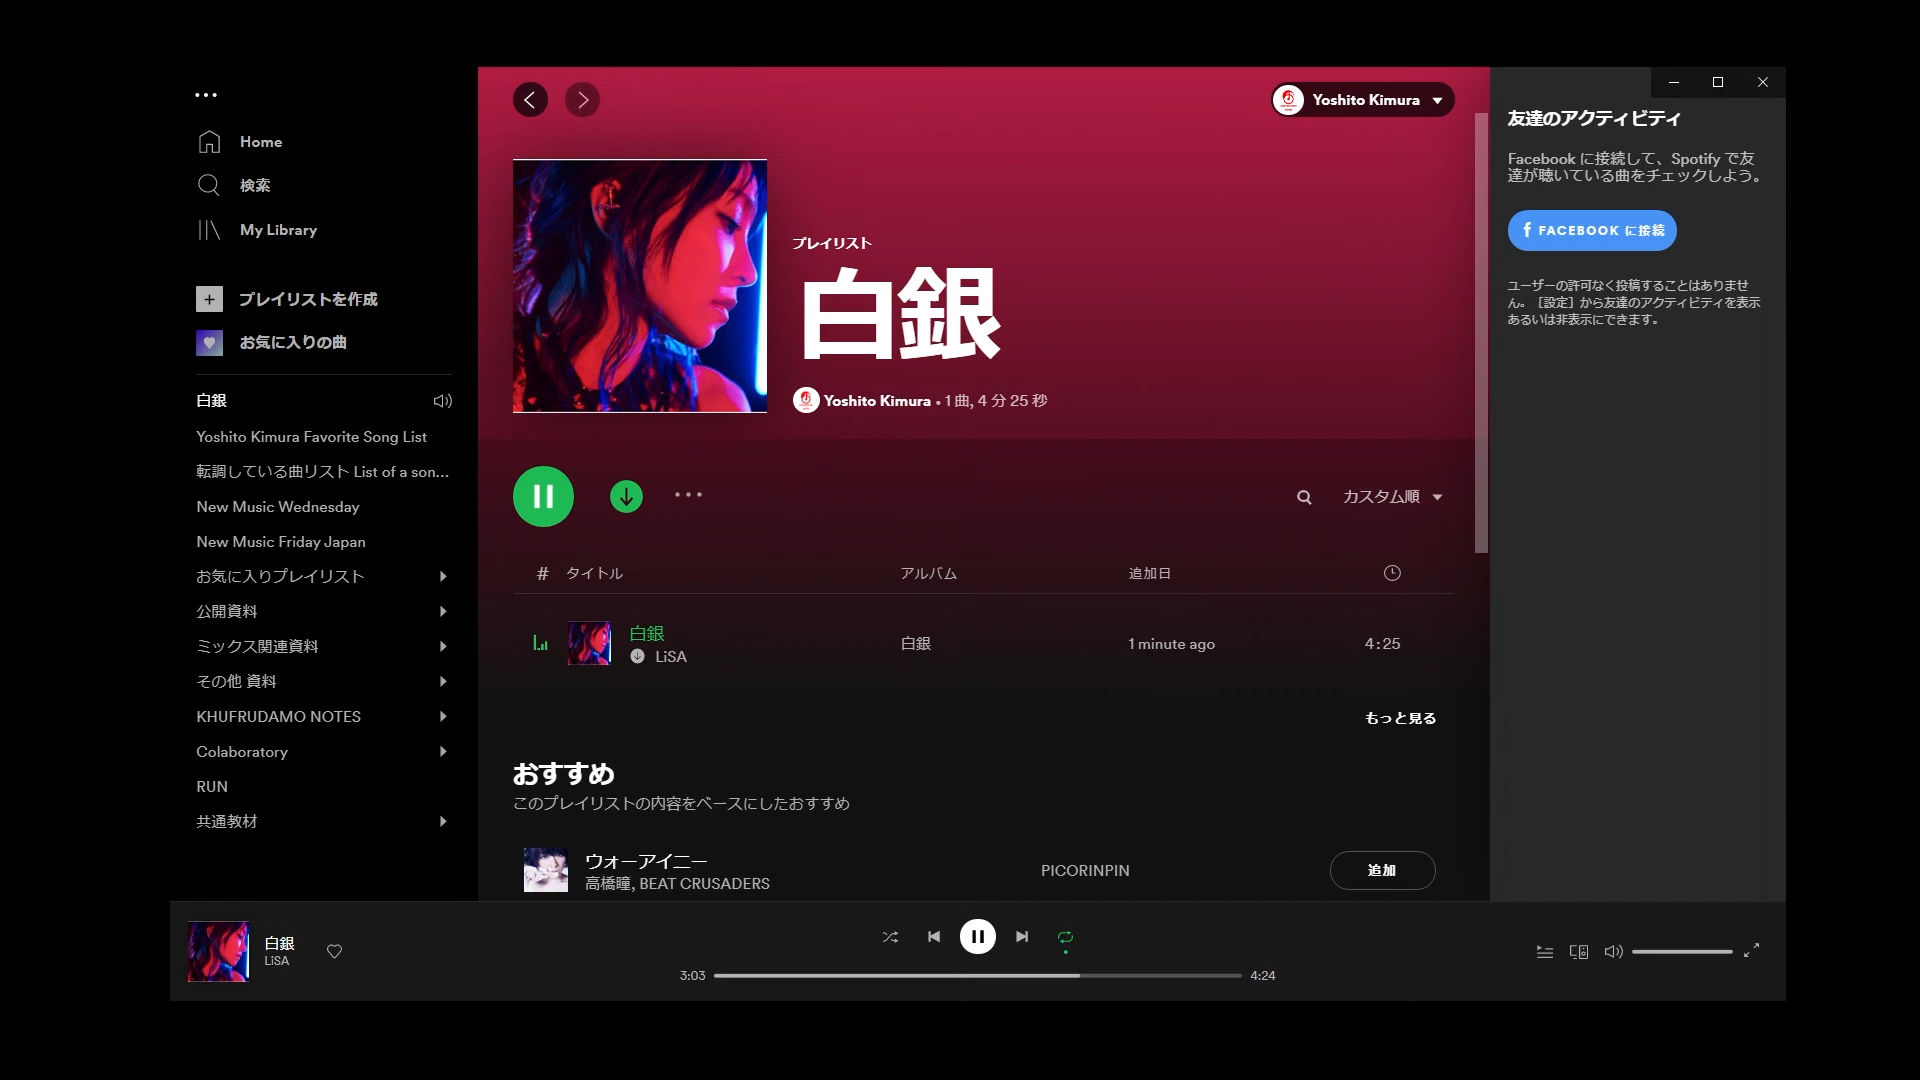 Home
検索
My Library
プレイリストを作成
お気に入りの曲
白銀
Yoshito Kimura Favorite Song List
転調している曲リスト List of a son...
New Music Wednesday
New Music Friday Japan
お気に入りプレイリスト
公開資料
ミックス関連資料
その他 資料
KHUFRUDAMO NOTES
Colaboratory
RUN
共通教材
Yoshito Kimura
プレイリスト
白銀
Yoshito Kimura • 1 曲, 4 分 25 秒
カスタム順
# タイトル アルバム 追加日
白銀 白銀 1 minute ago 4:25
LiSA
もっと見る
おすすめ
このプレイリストの内容をベースにしたおすすめ
ウォーアイニー PICORINPIN 追加
高橋瞳, BEAT CRUSADERS
友達のアクティビティ
Facebook に接続して、Spotify で友
達が聴いている曲をチェックしよう。
FACEBOOK に接続
ユーザーの許可なく投稿することはありませ
ん。［設定］から友達のアクティビティを表示
あるいは非表示にできます。
白銀
LiSA
3:03 4:24